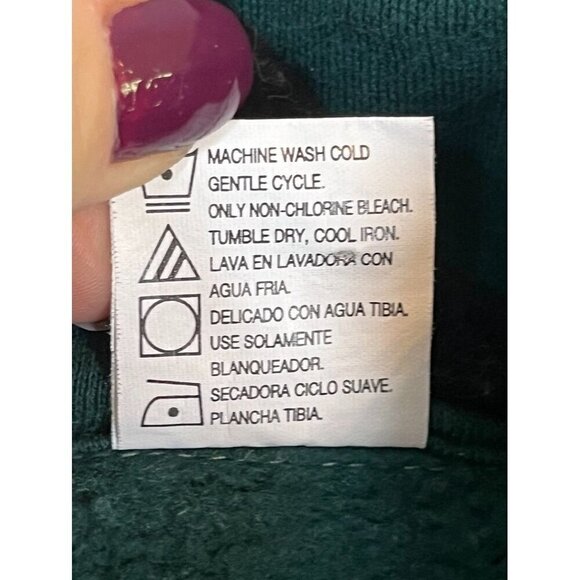 MACHINE WASH COLD
GENTLE CYCLE.
ONLY NON-CHLORINE BLEACH.
TUMBLE DRY, COOL IRON.
LAVA EN LAVADORA CON
AGUA FRIA.
DELICADO CON AGUA TIBIA.
USE SOLAMENTE
BLANQUEADOR.
SECADORA CICLO SUAVE.
PLANCHA TIBIA.